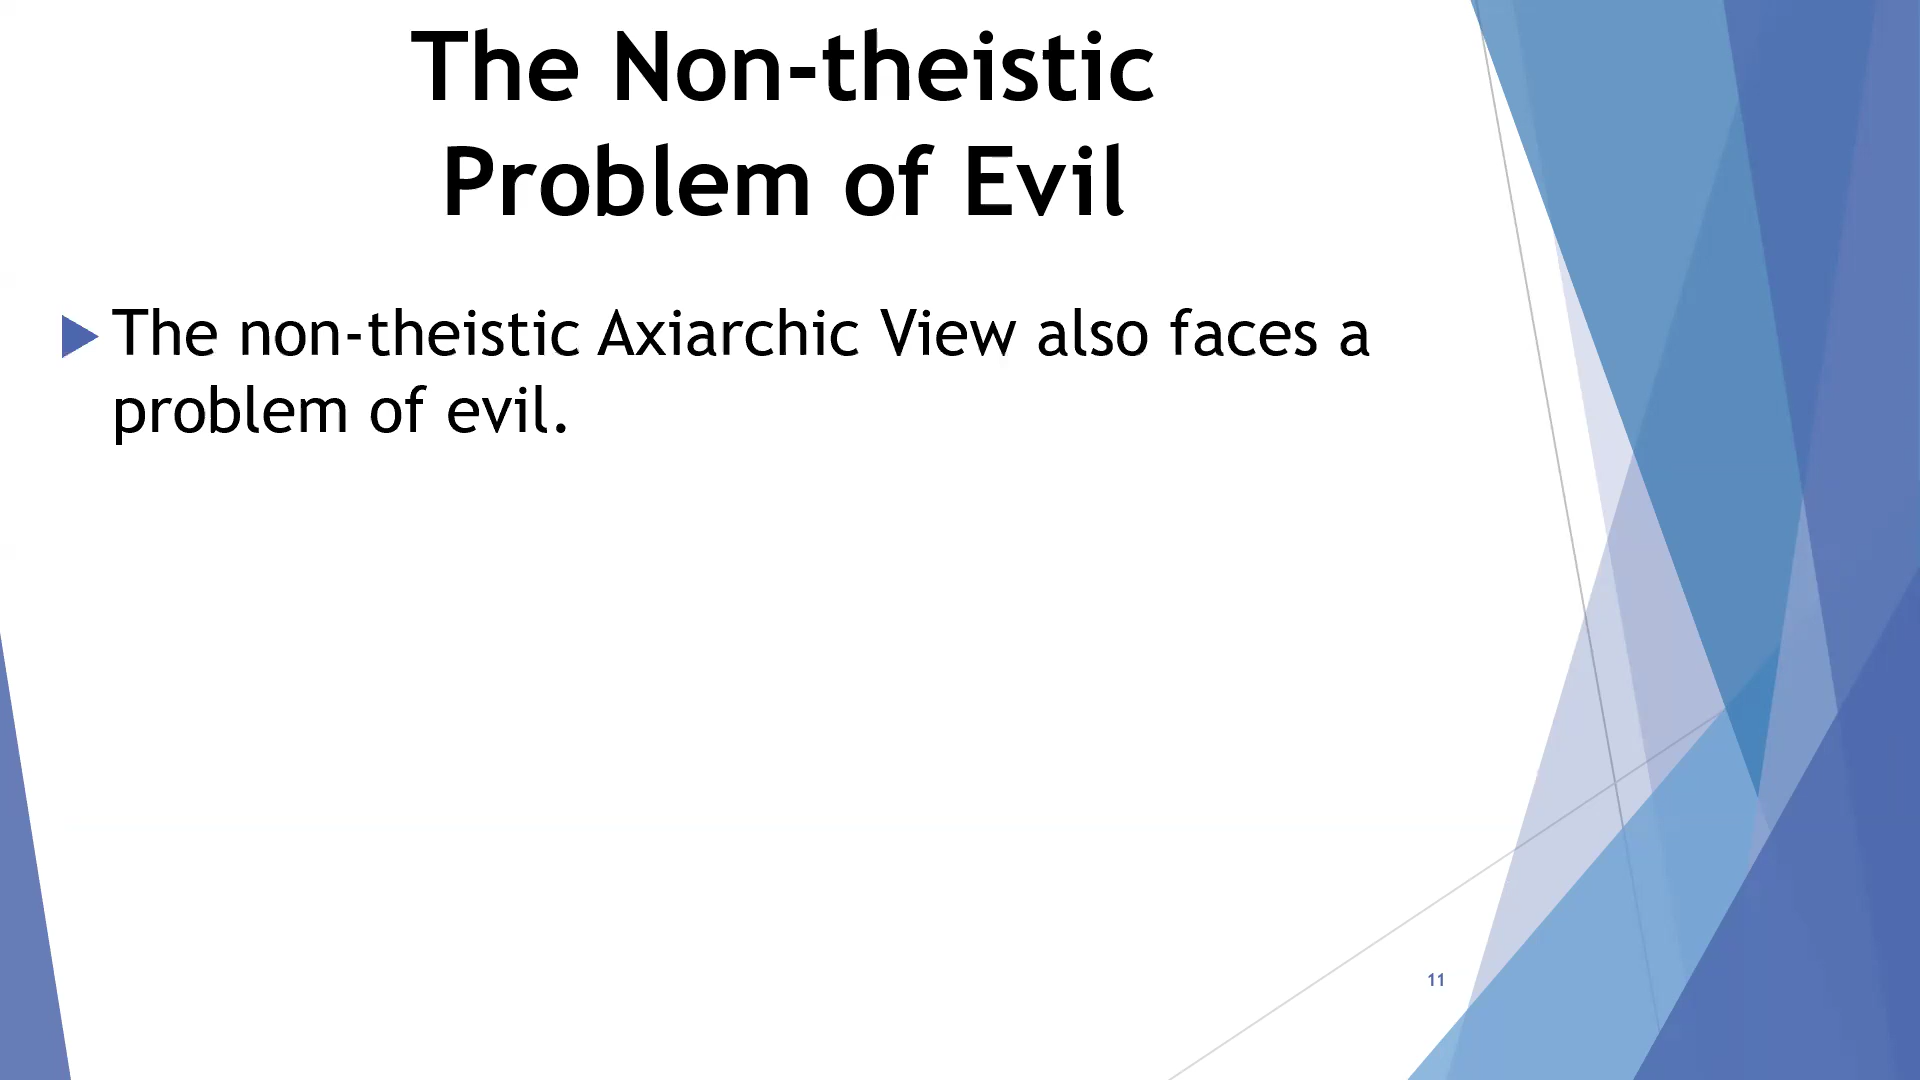 The Non-theistic
Problem of Evil
The non-theistic Axiarchic View also faces a
problem of evil.
11